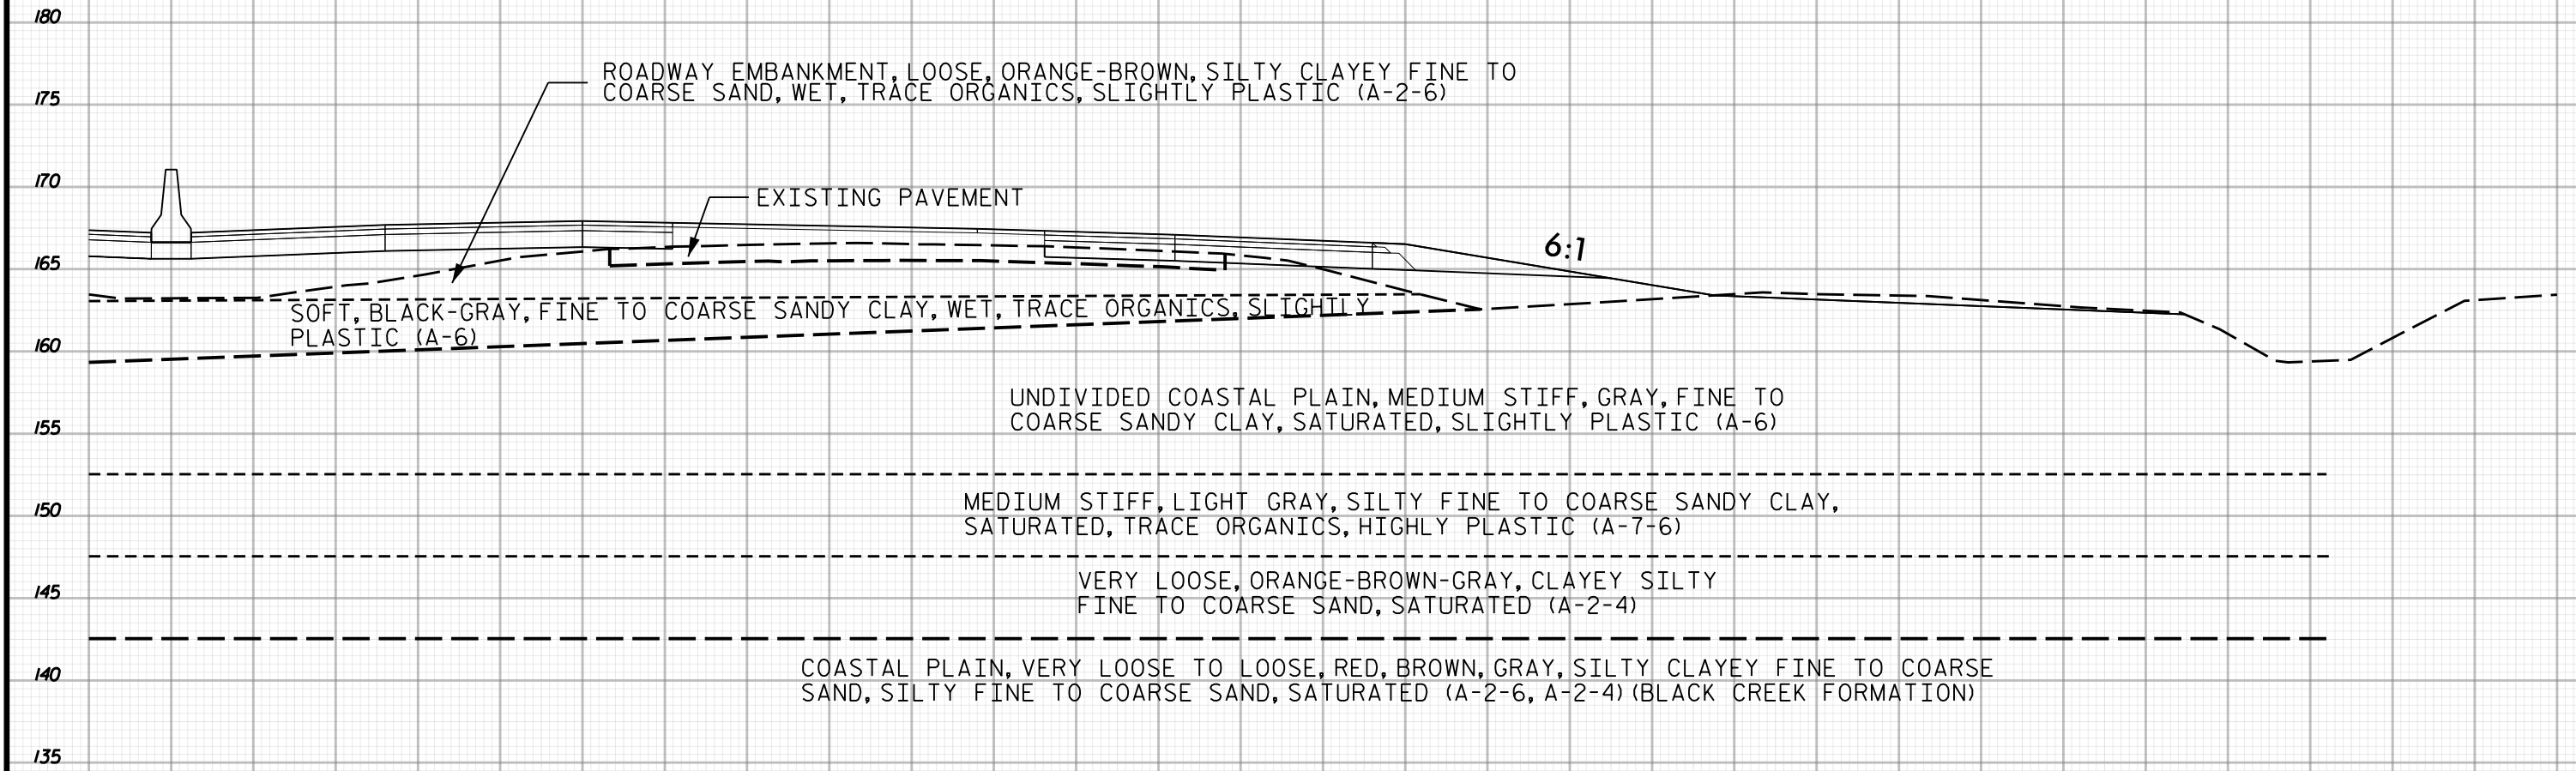 180
ROADWAY EMBANKMENT, LOOSE, ORANGE-BROWN, SILTY CLAYEY FINE TO
COARSE SAND, WET, TRACE ORGANICS, SLIGHTLY PLASTIC (A-2-6)
175
170
EXISTING PAVEMENT
6:1
165
SOFT, BLACK-GRAY, FINE TO COARSE SANDY CLAY, WET, TRACE ORGANICS, SLIGHTLY
PLASTIC (A-6)
160
UNDIVIDED COASTAL PLAIN, MEDIUM STIFF, GRAY, FINE TO
COARSE SANDY CLAY, SATURATED, SLIGHTLY PLASTIC (A-6)
155
MEDIUM STIFF, LIGHT GRAY, SILTY FINE TO COARSE SANDY CLAY,
SATURATED, TRACE ORGANICS, HIGHLY PLASTIC (A-7-6)
150
VERY LOOSE, ORANGE-BROWN-GRAY, CLAYEY SILTY
FINE TO COARSE SAND, SATURATED (A-2-4)
145
COASTAL PLAIN, VERY LOOSE TO LOOSE, RED, BROWN, GRAY, SILTY CLAYEY FINE TO COARSE
SAND, SILTY FINE TO COARSE SAND, SATURATED (A-2-6, A-2-4) (BLACK CREEK FORMATION)
140
135